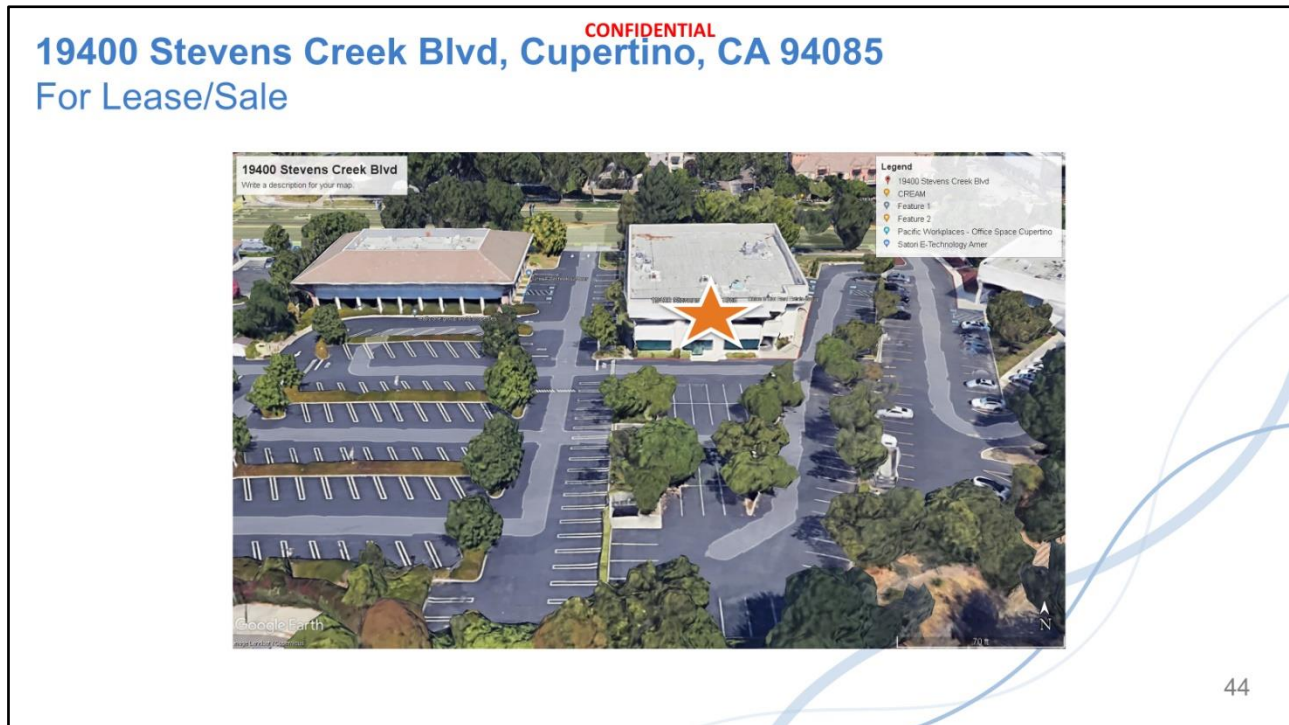 CONFIDENTIAL
19400 Stevens Creek Blvd, Cupertino, CA 94085
For Lease/Sale
19400 Stevens Creek Blvd
Write a description for your map.
Legend
19400 Stevens Creek Blvd
CREAM
Feature 1
Feature 2
Pacific Workplaces - Office Space Cupertino
Satori E-Technology Amer
19400 Stevens
Google Earth
N
70 ft
44